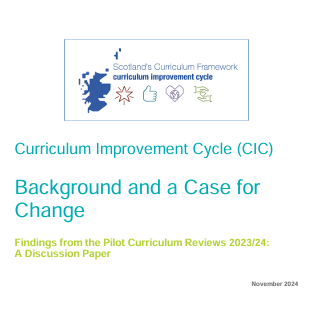 Scotland's Curriculum Framework
curriculum improvement cycle
Curriculum Improvement Cycle (CIC)
Background and a Case for
Change
Findings from the Pilot Curriculum Reviews 2023/24:
A Discussion Paper
November 2024